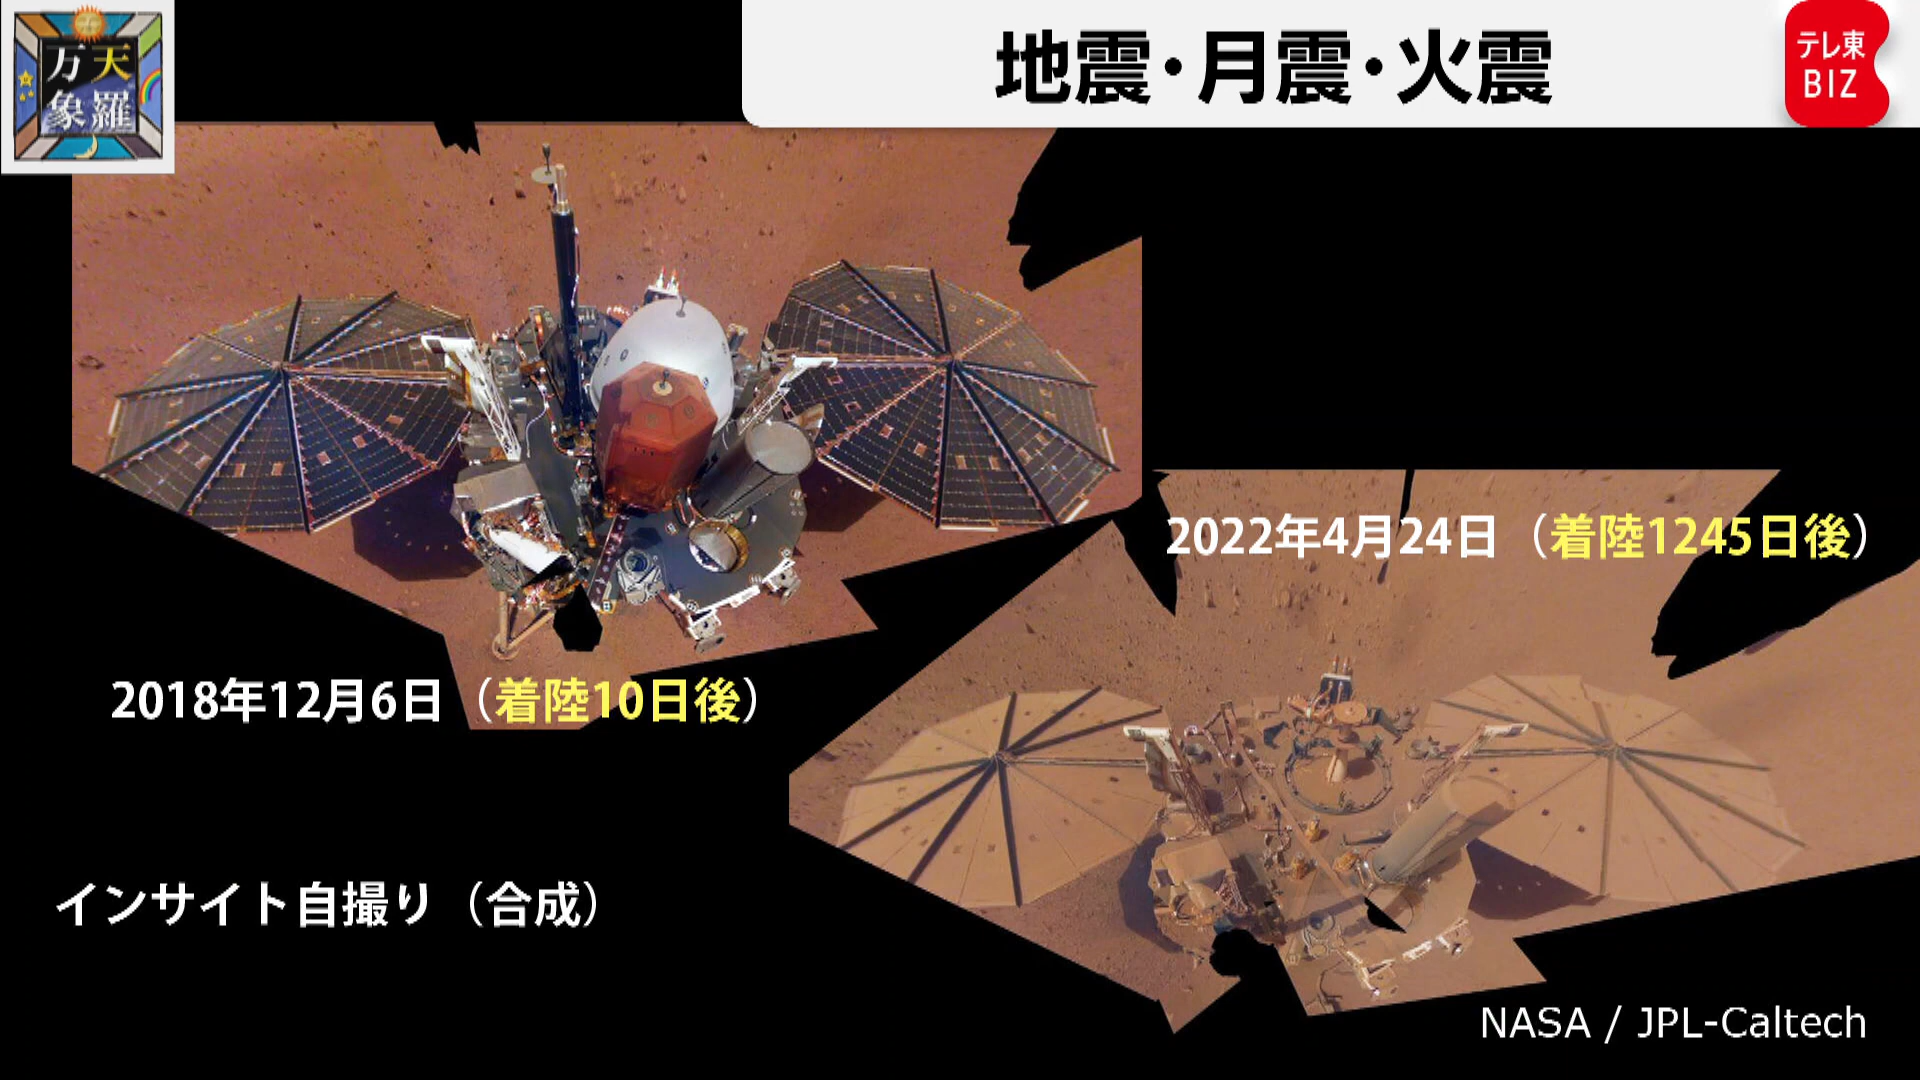 天羅
万象
地震・月震・火震
テレ東
BIZ
2022年4月24日（着陸1245日後）
2018年12月6日（着陸10日後）
インサイト自撮り（合成）
NASA / JPL-Caltech